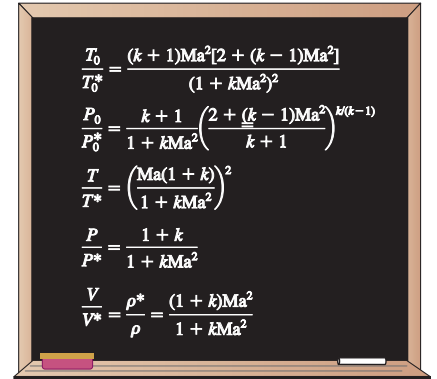 T₀/T₀* = (k + 1)Ma²[2 + (k − 1)Ma²]/(1 + kMa²)²
P₀/P₀* = k + 1/1 + kMa² (2 + (k − 1)Ma²/k + 1)^k/(k−1)
T/T* = (Ma(1 + k)/1 + kMa²)²
P/P* = 1 + k/1 + kMa²
V/V* = ρ*/ρ = (1 + k)Ma²/1 + kMa²